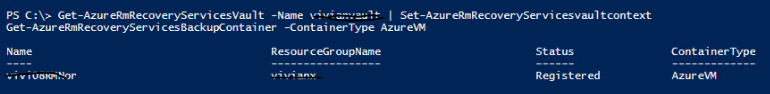 PS C:\> Get-AzureRmRecoveryServicesVault -Name | Set-AzureRmRecoveryServicesvaultcontext
Get-AzureRmRecoveryServicesBackupContainer -ContainerType AzureVM
Name ResourceGroupName Status ContainerType
---- ----------------- ------ -------------
Registered AzureVM